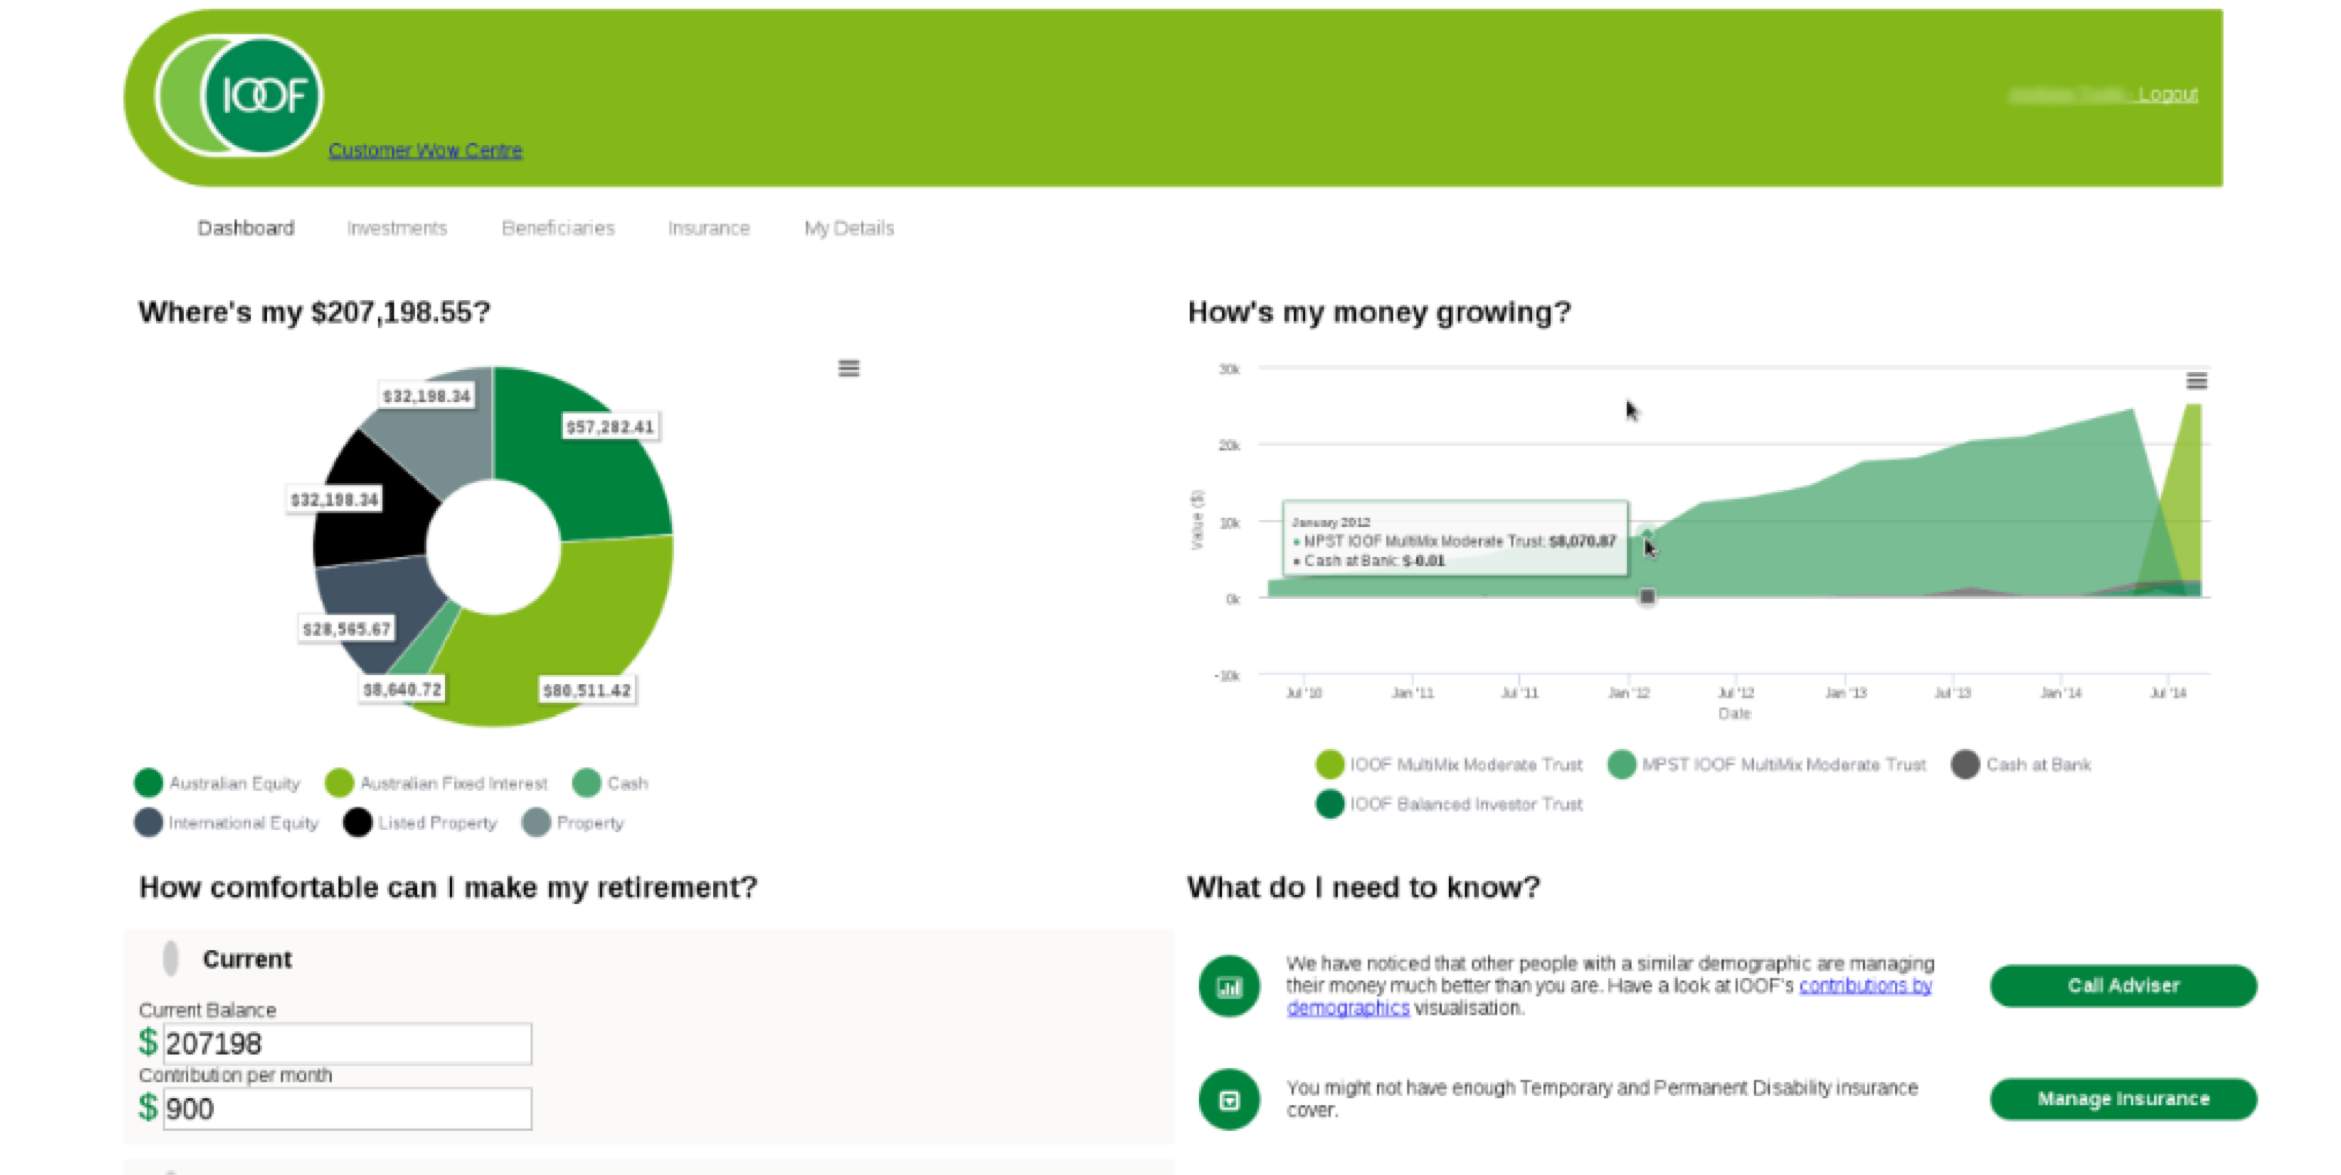 IOOF
Customer Wow Centre
- Logout
Dashboard Investments Beneficiaries Insurance My Details
Where's my $207,198.55?
$32,198.34
$57,282.41
$32,198.34
$28,565.67
$8,640.72
$80,511.42
Australian Equity Australian Fixed Interest Cash
International Equity Listed Property Property
How's my money growing?
30k
20k
10k
0k
-10k
Value ($)
January 2012
MPST IOOF MultiMix Moderate Trust: $8,070.87
Cash at Bank: $-0.01
Jul '10 Jan '11 Jul '11 Jan '12 Jul '12 Jan '13 Jul '13 Jan '14 Jul '14
Date
IOOF MultiMix Moderate Trust MPST IOOF MultiMix Moderate Trust Cash at Bank
IOOF Balanced Investor Trust
How comfortable can I make my retirement?
Current
Current Balance
$ 207198
Contribution per month
$ 900
What do I need to know?
We have noticed that other people with a similar demographic are managing
their money much better than you are. Have a look at IOOF's contributions by
demographics visualisation.
Call Adviser
You might not have enough Temporary and Permanent Disability insurance
cover.
Manage Insurance